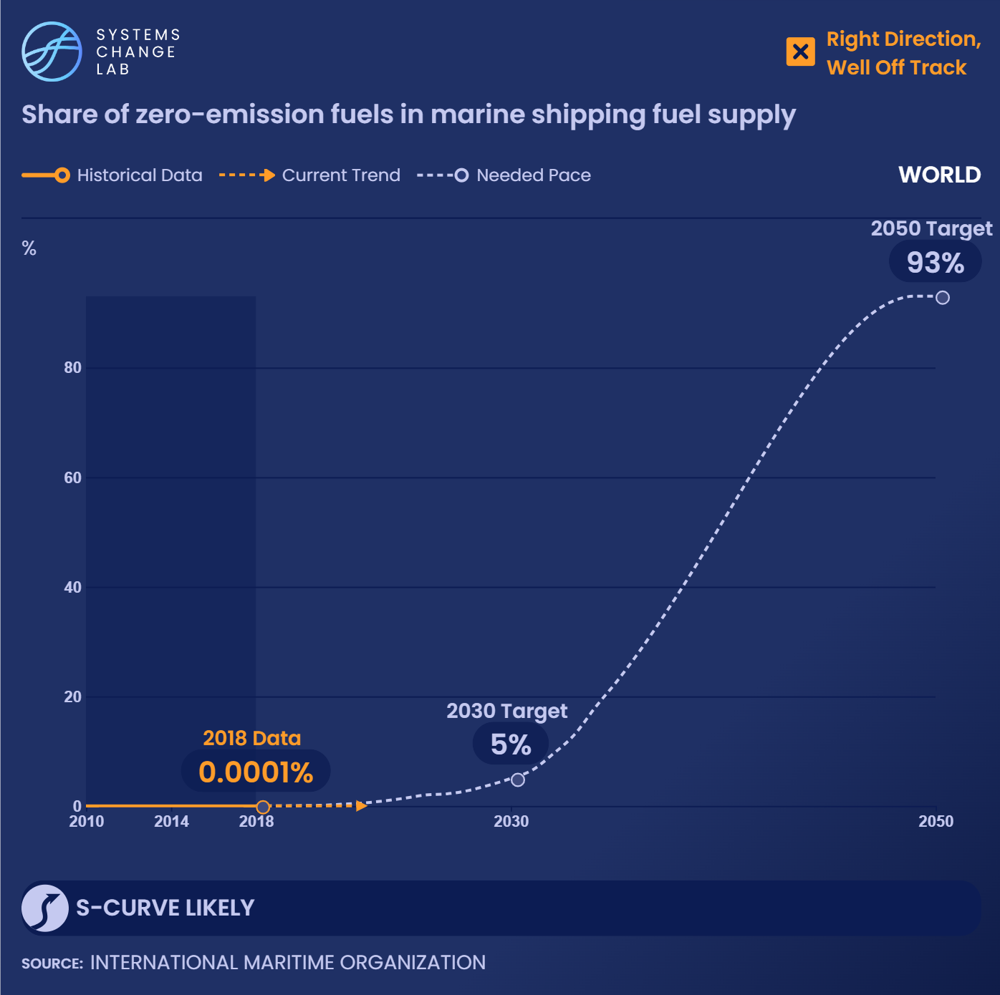 SYSTEMS
CHANGE
LAB
Right Direction,
Well Off Track
Share of zero-emission fuels in marine shipping fuel supply
Historical Data
Current Trend
Needed Pace
WORLD
2050 Target
93%
%
80
60
40
20
0
2030 Target
5%
2018 Data
0.0001%
2010
2014
2018
2030
2050
S-CURVE LIKELY
SOURCE: INTERNATIONAL MARITIME ORGANIZATION